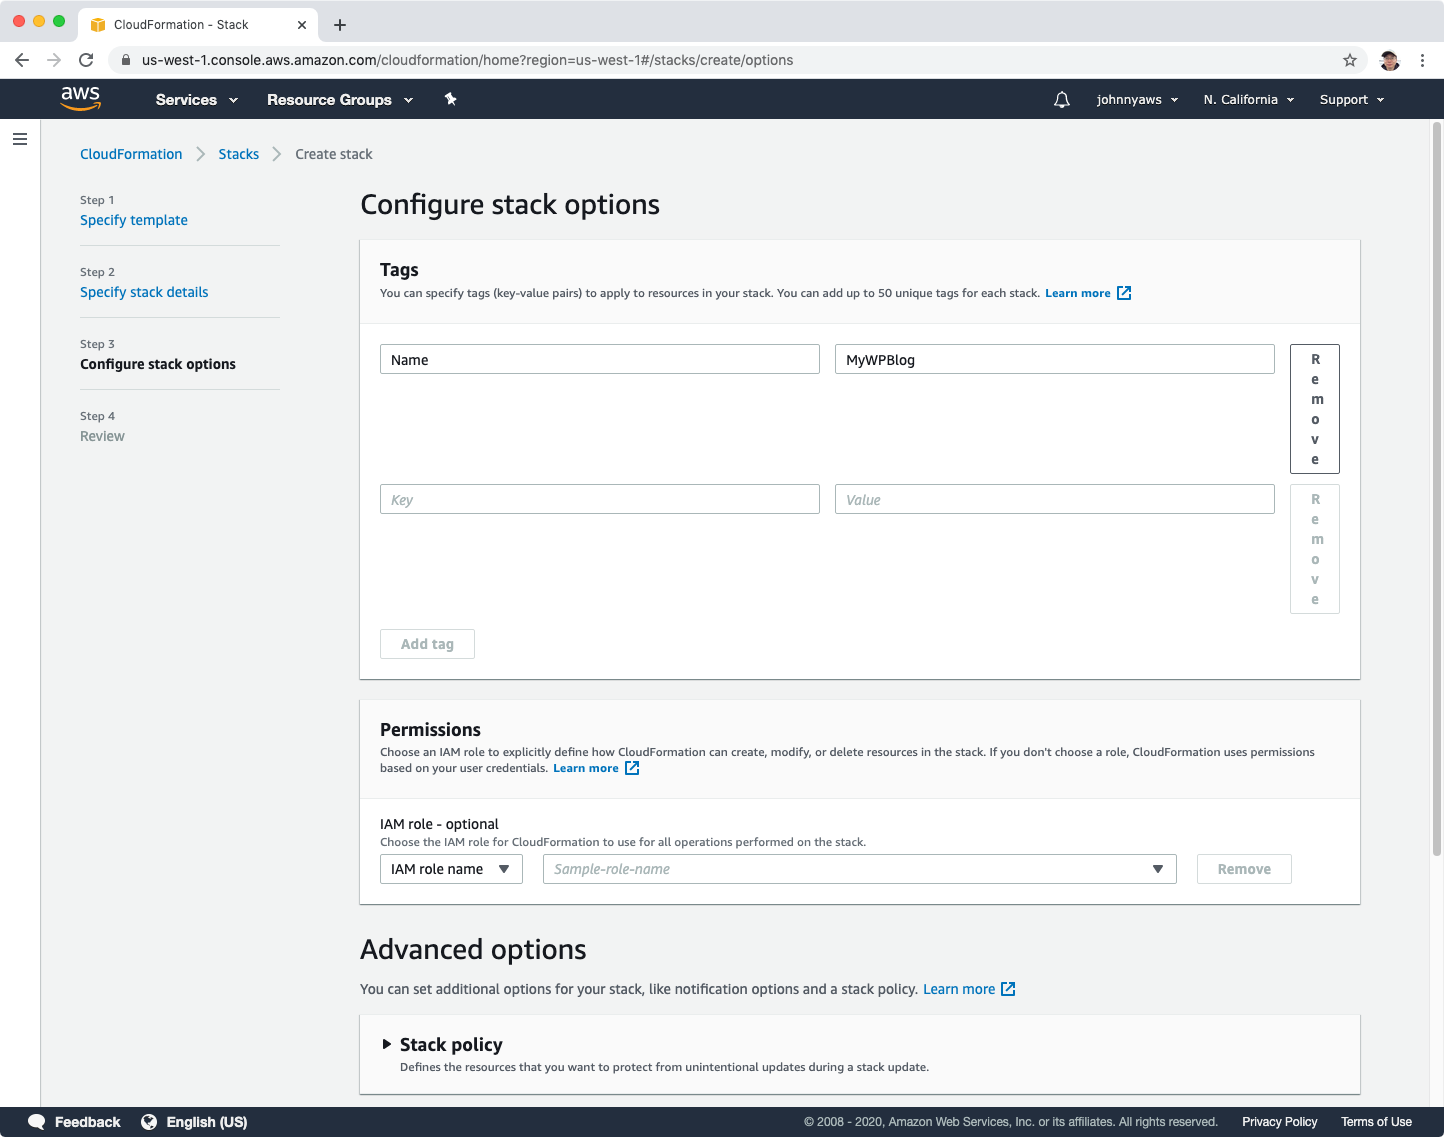 CloudFormation - Stack
us-west-1.console.aws.amazon.com/cloudformation/home?region=us-west-1#/stacks/create/options
aws Services Resource Groups johnnyaws N. California Support
CloudFormation Stacks Create stack
Step 1
Specify template
Step 2
Specify stack details
Step 3
Configure stack options
Step 4
Review
Configure stack options
Tags
You can specify tags (key-value pairs) to apply to resources in your stack. You can add up to 50 unique tags for each stack. Learn more
Name MyWPBlog Remove
Key Value Remove
Add tag
Permissions
Choose an IAM role to explicitly define how CloudFormation can create, modify, or delete resources in the stack. If you don't choose a role, CloudFormation uses permissions
based on your user credentials. Learn more
IAM role - optional
Choose the IAM role for CloudFormation to use for all operations performed on the stack.
IAM role name Sample-role-name Remove
Advanced options
You can set additional options for your stack, like notification options and a stack policy. Learn more
Stack policy
Defines the resources that you want to protect from unintentional updates during a stack update.
Feedback English (US) © 2008 - 2020, Amazon Web Services, Inc. or its affiliates. All rights reserved. Privacy Policy Terms of Use